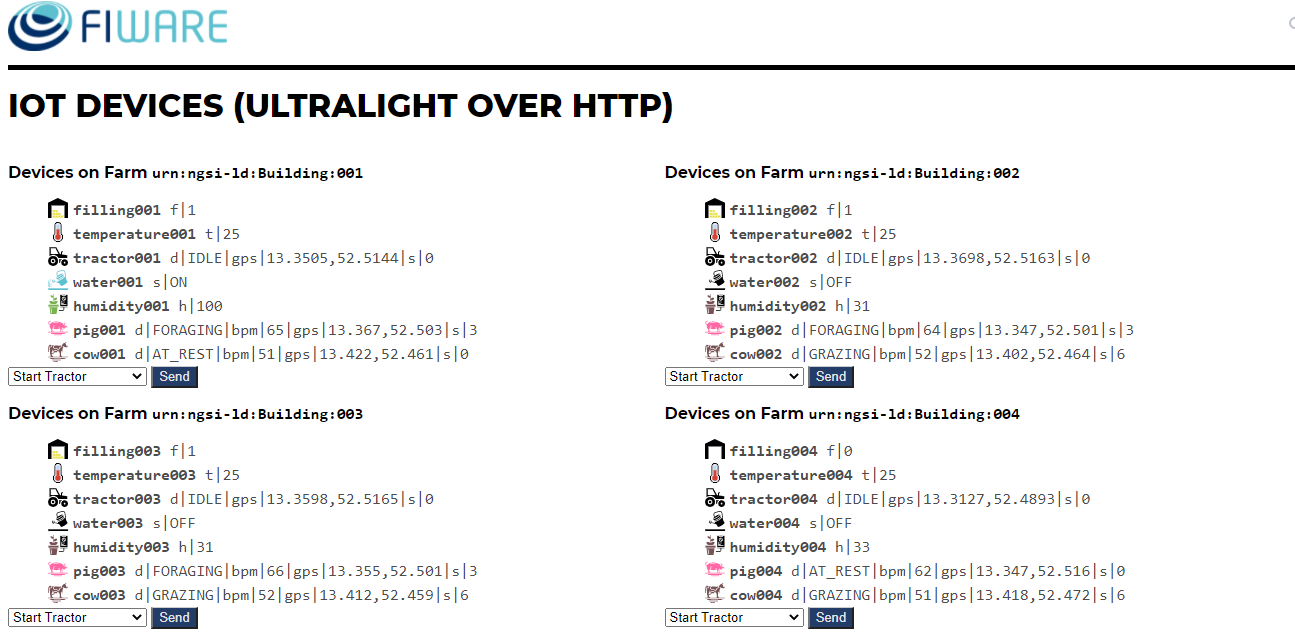 FIWARE
IOT DEVICES (ULTRALIGHT OVER HTTP)
Devices on Farm urn:ngsi-ld:Building:001
filling001 f|1
temperature001 t|25
tractor001 d|IDLE|gps|13.3505,52.5144|s|0
water001 s|ON
humidity001 h|100
pig001 d|FORAGING|bpm|65|gps|13.367,52.503|s|3
cow001 d|AT_REST|bpm|51|gps|13.422,52.461|s|0
Start Tractor Send
Devices on Farm urn:ngsi-ld:Building:002
filling002 f|1
temperature002 t|25
tractor002 d|IDLE|gps|13.3698,52.5163|s|0
water002 s|OFF
humidity002 h|31
pig002 d|FORAGING|bpm|64|gps|13.347,52.501|s|3
cow002 d|GRAZING|bpm|52|gps|13.402,52.464|s|6
Start Tractor Send
Devices on Farm urn:ngsi-ld:Building:003
filling003 f|1
temperature003 t|25
tractor003 d|IDLE|gps|13.3598,52.5165|s|0
water003 s|OFF
humidity003 h|31
pig003 d|FORAGING|bpm|66|gps|13.355,52.501|s|3
cow003 d|GRAZING|bpm|52|gps|13.412,52.459|s|6
Start Tractor Send
Devices on Farm urn:ngsi-ld:Building:004
filling004 f|0
temperature004 t|25
tractor004 d|IDLE|gps|13.3127,52.4893|s|0
water004 s|OFF
humidity004 h|33
pig004 d|AT_REST|bpm|62|gps|13.347,52.516|s|0
cow004 d|GRAZING|bpm|51|gps|13.418,52.472|s|6
Start Tractor Send